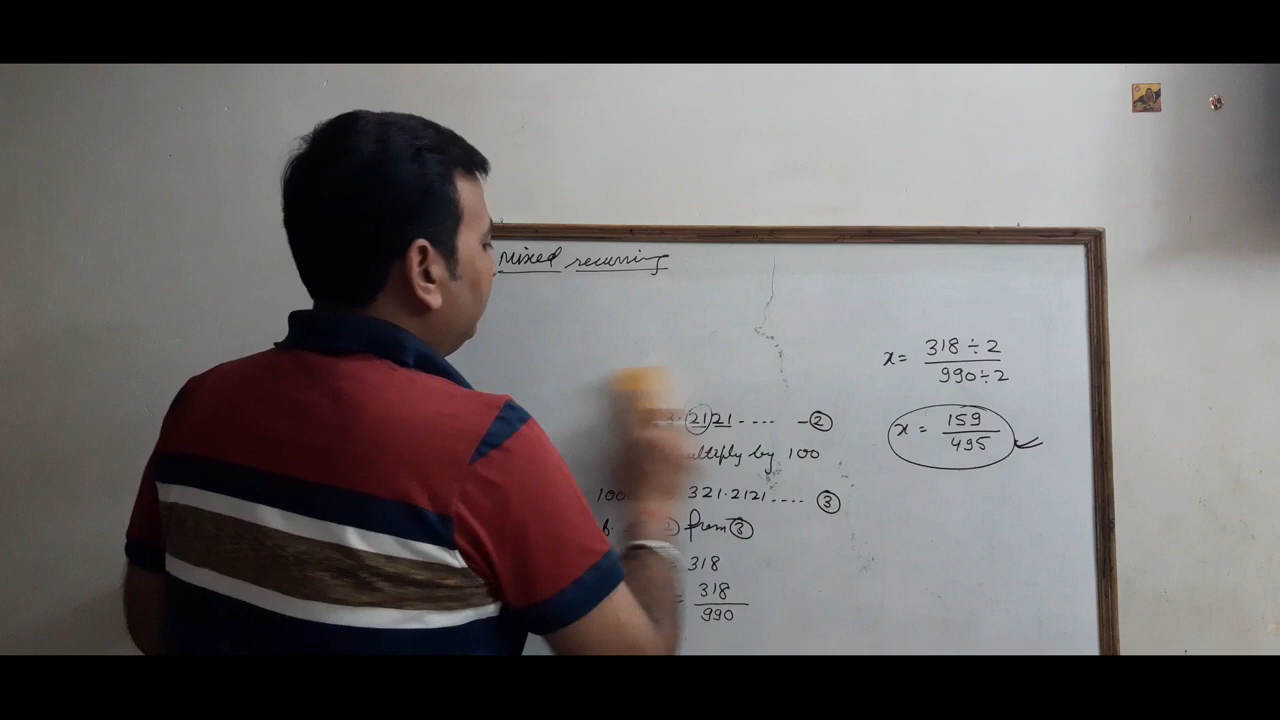 Mixed recurring
3.2121.... -②
multiply by 100
100 321.2121.... ③
from ③
= 318
= 318
990
x = 318÷2
990÷2
x = 159
495